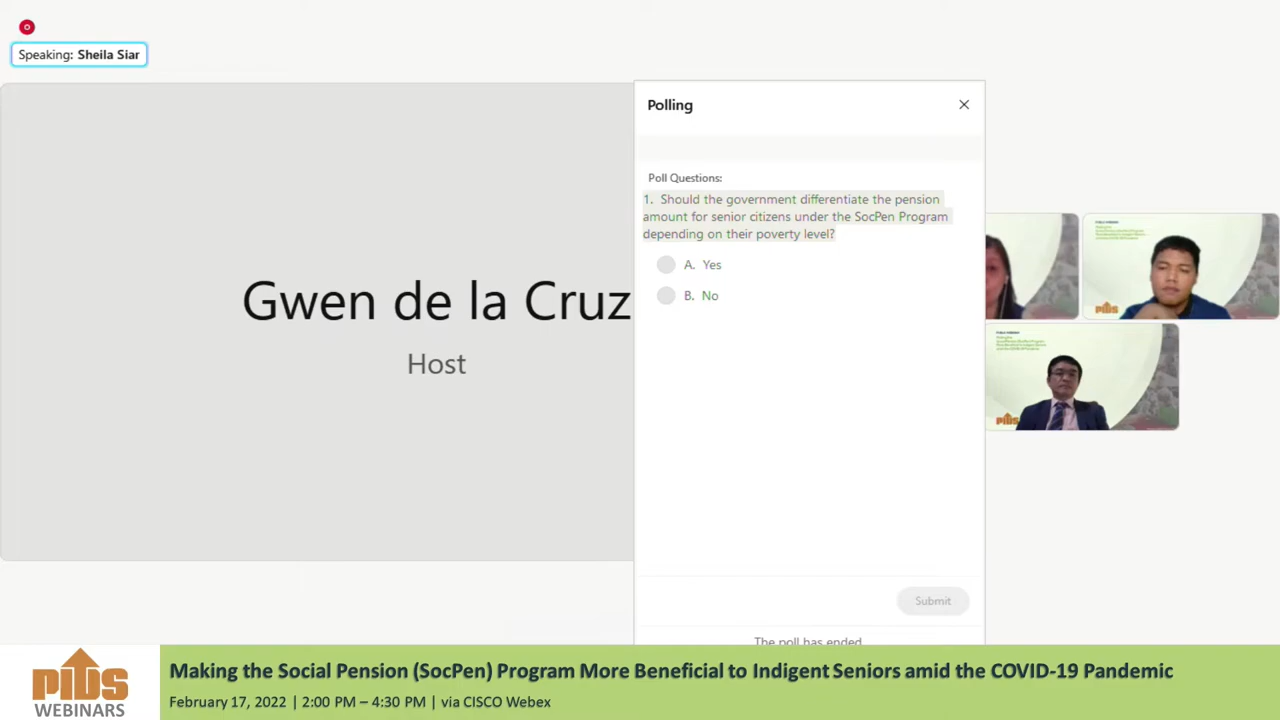 Speaking: Sheila Siar
Gwen de la Cruz
Host
Polling
Poll Questions:
1. Should the government differentiate the pension
amount for senior citizens under the SocPen Program
depending on their poverty level?
A. Yes
B. No
Submit
The poll has ended
PIDS
PIDS
PIDS
WEBINARS
Making the Social Pension (SocPen) Program More Beneficial to Indigent Seniors amid the COVID-19 Pandemic
February 17, 2022 | 2:00 PM – 4:30 PM | via CISCO Webex